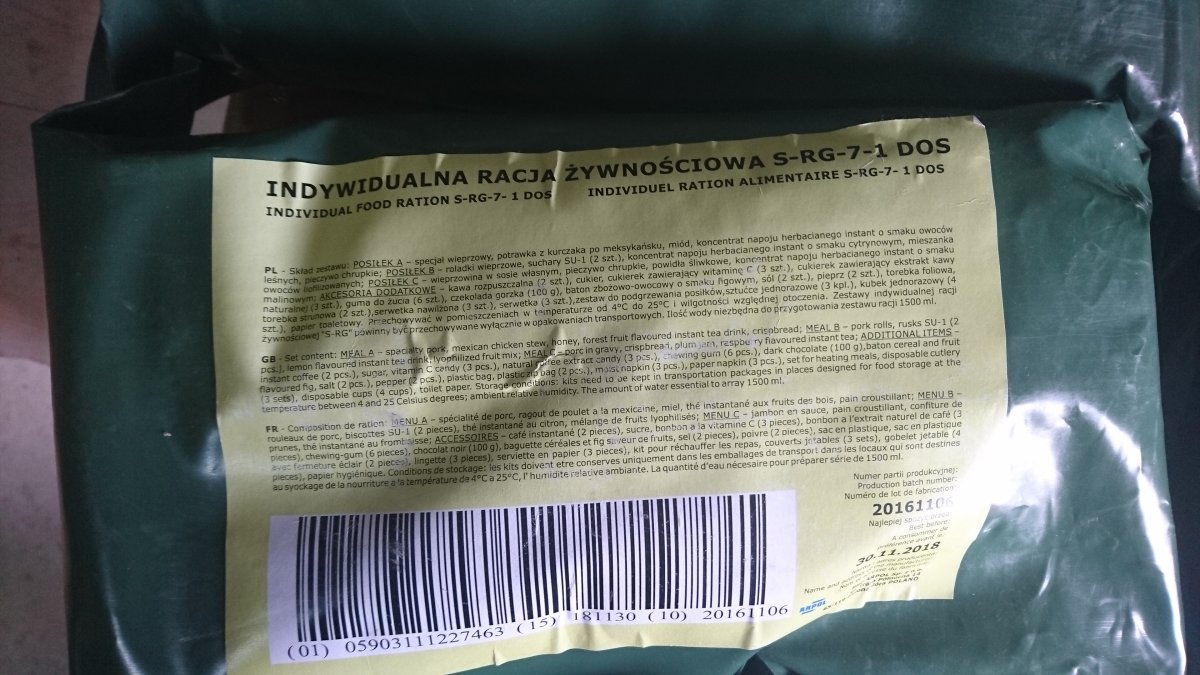 INDYWIDUALNA RACJA ŻYWNOŚCIOWA S-RG-7-1 DOS
INDIVIDUAL FOOD RATION S-RG-7- 1 DOS INDIVIDUEL RATION ALIMENTAIRE S-RG-7- 1 DOS
PL - Skład zestawu: POSIŁEK A – specjał wieprzowy, potrawka z kurczaka po meksykańsku, miód, koncentrat napoju herbacianego instant o smaku owoców
leśnych, pieczywo chrupkie; POSIŁEK B – roladki wieprzowe, suchary SU-1 (2 szt.), koncentrat napoju herbacianego instant o smaku cytrynowym, mieszanka
owoców liofilizowanych; POSIŁEK C – wieprzowina w sosie własnym, pieczywo chrupkie, powidła śliwkowe, koncentrat napoju herbacianego instant o smaku
malinowym; AKCESORIA DODATKOWE – kawa rozpuszczalna (2 szt.), cukier, cukierek zawierający witaminę C (3 szt.), cukierek zawierający ekstrakt kawy
naturalnej (3 szt.), guma do żucia (6 szt.), czekolada gorzka (100 g), baton zbożowo-owocowy o smaku figowym, sól (2 szt.), pieprz (2 szt.), torebka foliowa,
torebka strunowa (2 szt.), serwetka nawilżona (3 szt.), serwetka (3 szt.), zestaw do podgrzewania posiłków, sztućce jednorazowe (3 kpl.), kubek jednorazowy (4
szt.), papier toaletowy. Przechowywać w pomieszczeniach w temperaturze od 4°C do 25°C i wilgotności względnej otoczenia. Zestawy indywidualnej racji
żywnościowej "S-RG" powinny być przechowywane wyłącznie w opakowaniach transportowych. Ilość wody niezbędna do przygotowania zestawu racji 1500 ml.
GB - Set content: MEAL A – specialty pork, mexican chicken stew, honey, forest fruit flavoured instant tea drink, crispbread; MEAL B – pork rolls, rusks SU-1 (2
pcs.), lemon flavoured instant tea drink, lyophilized fruit mix; MEAL – porc in gravy, crispbread, plum jam, raspberry flavoured instant tea; ADDITIONAL ITEMS –
instant coffee (2 pcs.), sugar, vitamin C candy (3 pcs.), natural extract candy (3 pcs.), chewing gum (6 pcs.), dark chocolate (100 g),baton cereal and fruit
flavoured fig, salt (2 pcs.), pepper (2 pcs.), plastic bag, plastic zip bag (2 pcs.), moist napkin (3 pcs.), paper napkin (3 pcs.), set for heating meals, disposable cutlery
(3 sets), disposable cups (4 cups), toilet paper. Storage conditions: kits need to be kept in transportation packages in places designed for food storage at the
temperature between 4 and 25 Celsius degrees; ambient relative humidity. The amount of water essential to array 1500 ml.
FR - Composition de ration: MENU A – spécialité de porc, ragout de poulet a la mexicaine, miel, thé instantané aux fruits des bois, pain croustillant; MENU B –
rouleaux de porc, biscottes SU-1 (2 pieces), thé instantané au citron, mélange de fruits lyophilisés; MENU C – jambon en sauce, pain croustillant, confiture de
prunes, thé instantané au framboisse; ACCESSOIRES – café instantané (2 pieces), sucre, bonbon a la vitamine C (3 pieces), bonbon a l'extrait naturel de café (3
pieces), chewing-gum (6 pieces), chocolat noir (100 g), baguette céréales et fig saveur de fruits, sel (2 pieces), poivre (2 pieces), sac en plastique, sac en plastique
avec fermeture éclair (2 pieces), lingette (3 pieces), serviette en papier (3 pieces), kit pour réchauffer les repas, couverts jetables (3 sets), gobelet jetable (4
pieces), papier hygiénique. Conditions de stockage: les kits doivent etre conserves uniquement dans les emballages de transport dans les locaux qui sont destines
au syockage de la nourriture a la température de 4°C a 25°C, l' humidité relative ambiante. La quantité d'eau nécesaire pour préparer série de 1500 ml.
Numer partii produkcyjnej:
Production batch number:
Numéro de lot de fabrication
20161106
Najlepiej spożyć przed:
Best before:
A consommer de
préférence avant le
30.11.2018
Name and
ARPOL
POLAND
(01) 05903111227463 (15) 181130 (10) 20161106